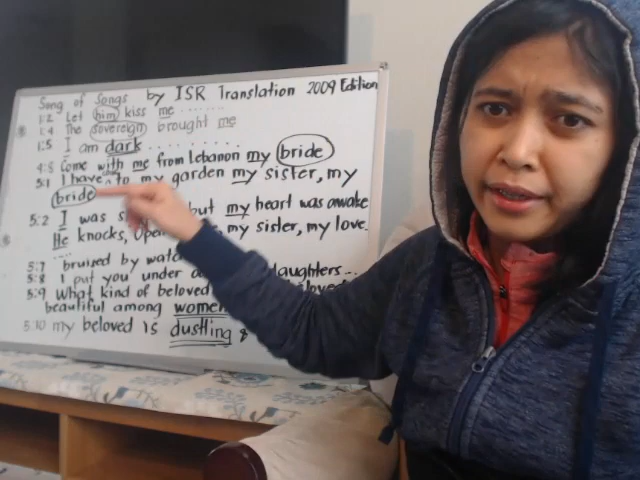 Song of Songs by ISR Translation 2009 Edition
1:2 Let him kiss me ........
1:4 The sovereign brought me
1:5 I am dark .........
4:8 Come with me from Lebanon my bride
5:1 I have to my garden my sister, my
bride
5:2 I was but my heart was awake
He knocks, my sister, my love.
.....
5:7 bruised by
5:8 I put you under daughters...
5:9 What kind of beloved
beautiful among women
5:10 my beloved is dustling &